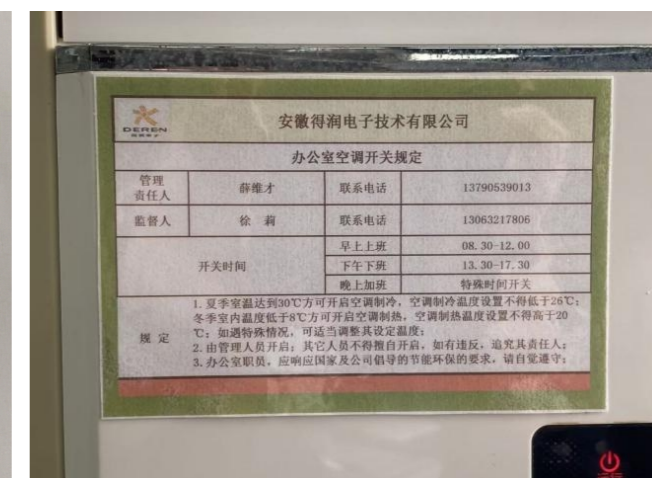 DEREN
安徽得润电子技术有限公司
办公室空调开关规定
管理
责任人
薛维才
联系电话
13790539013
监督人
徐 莉
联系电话
13063217806
开关时间
早上上班
08.30-12.00
下午下班
13.30-17.30
晚上加班
特殊时间开关
规 定
1.夏季室温达到30℃方可开启空调制冷，空调制冷温度设置不得低于26℃；
冬季室内温度低于8℃方可开启空调制热，空调制热温度设置不得高于20
℃；如遇特殊情况，可适当调整其设定温度；
2.由管理人员开启；其它人员不得擅自开启，如有违反，追究其责任人；
3.办公室职员，应响应国家及公司倡导的节能环保的要求，请自觉遵守；